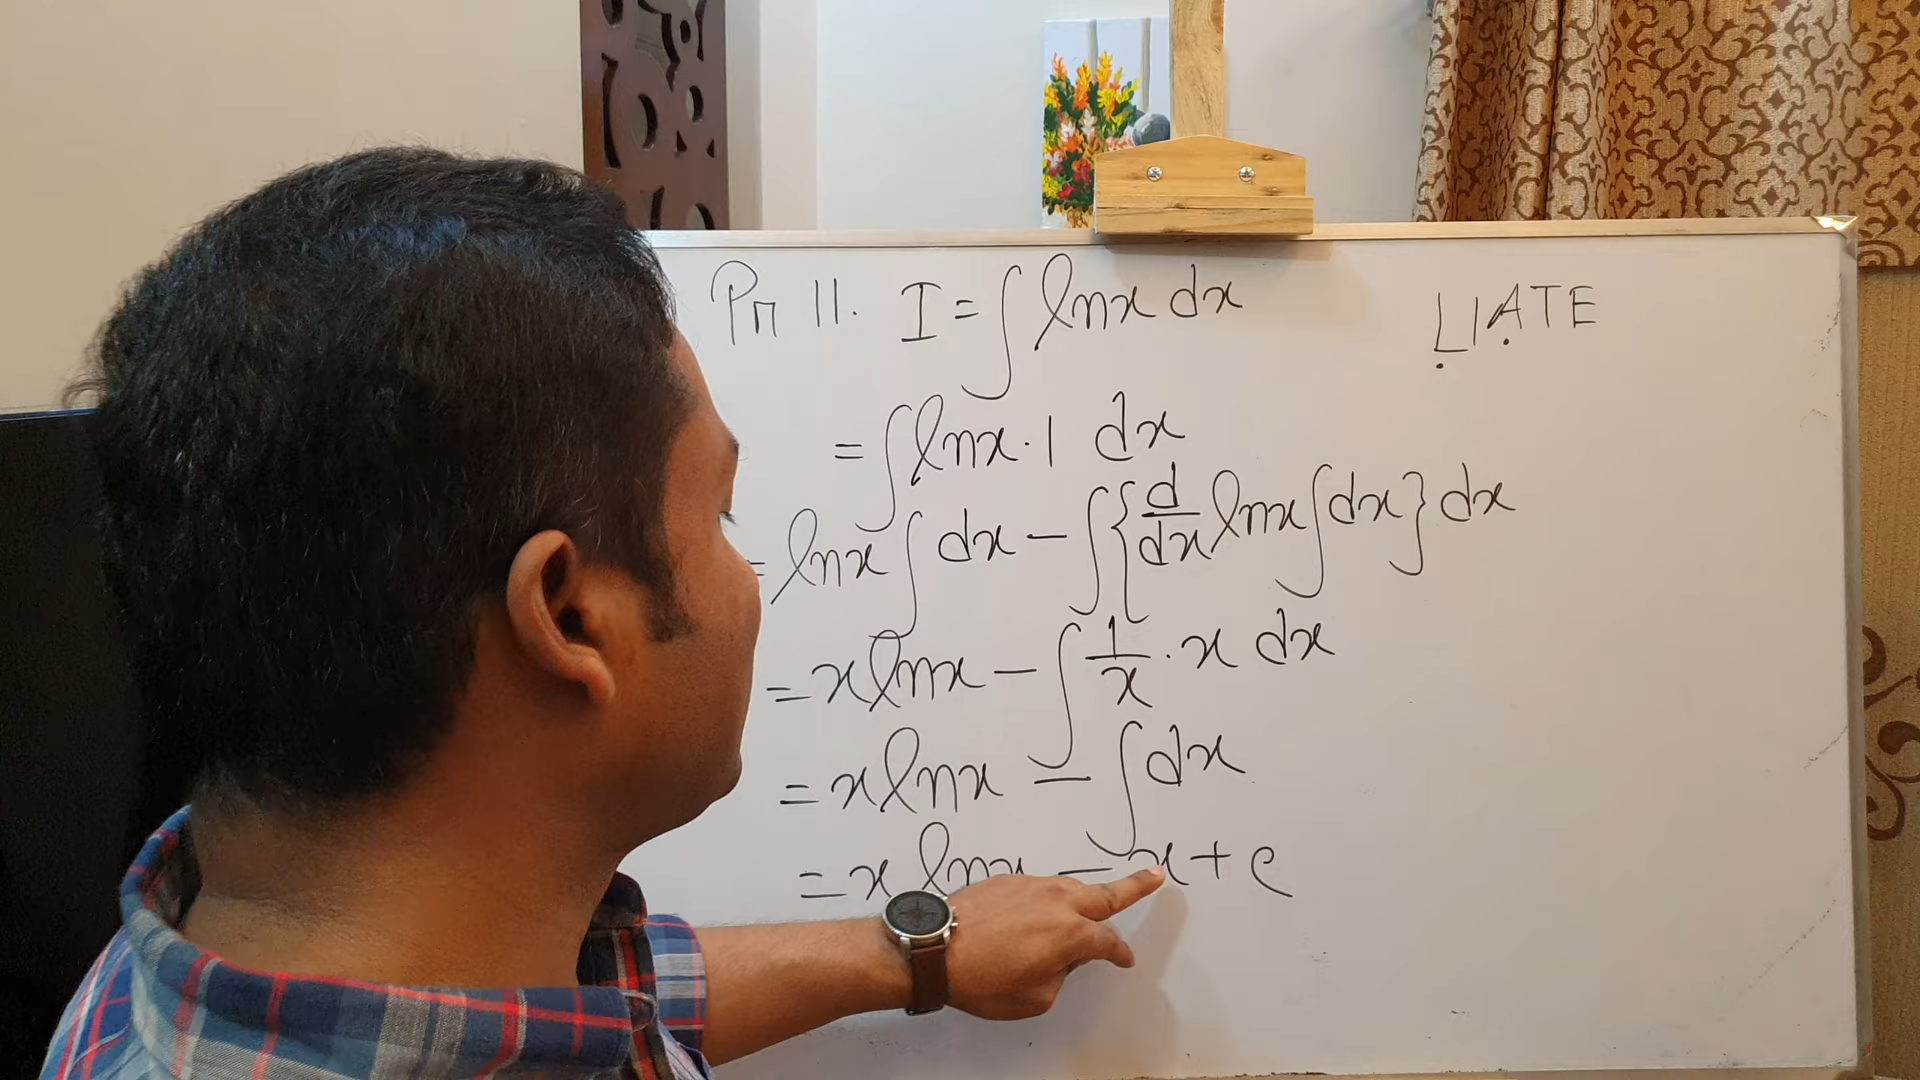 Pr 11. I = ∫ lnx dx
LIATE
= ∫ lnx · 1 dx
= lnx ∫ dx − ∫ { d/dx lnx ∫ dx } dx
= x lnx − ∫ 1/x · x dx
= x lnx − ∫ dx
= x lnx − x + c